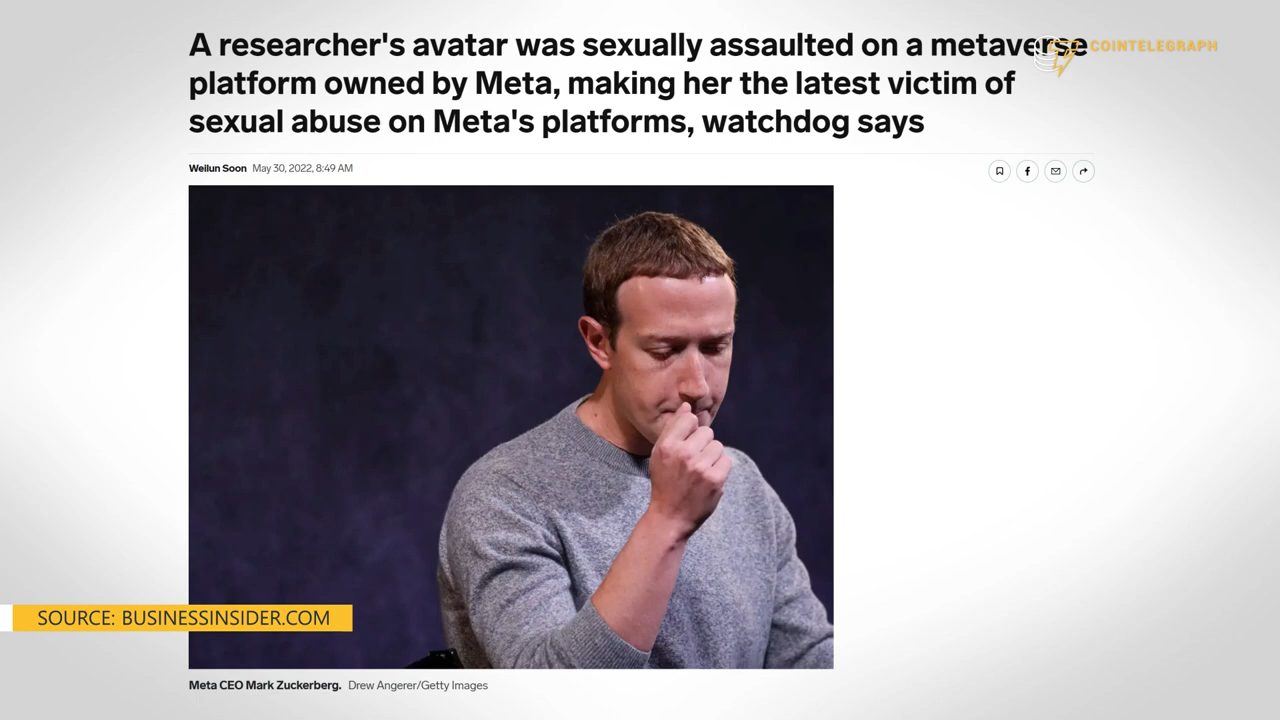 A researcher's avatar was sexually assaulted on a metaverse
COINTELEGRAPH
platform owned by Meta, making her the latest victim of
sexual abuse on Meta's platforms, watchdog says
Weilun Soon May 30, 2022, 8:49 AM
SOURCE: BUSINESSINSIDER.COM
Meta CEO Mark Zuckerberg. Drew Angerer/Getty Images